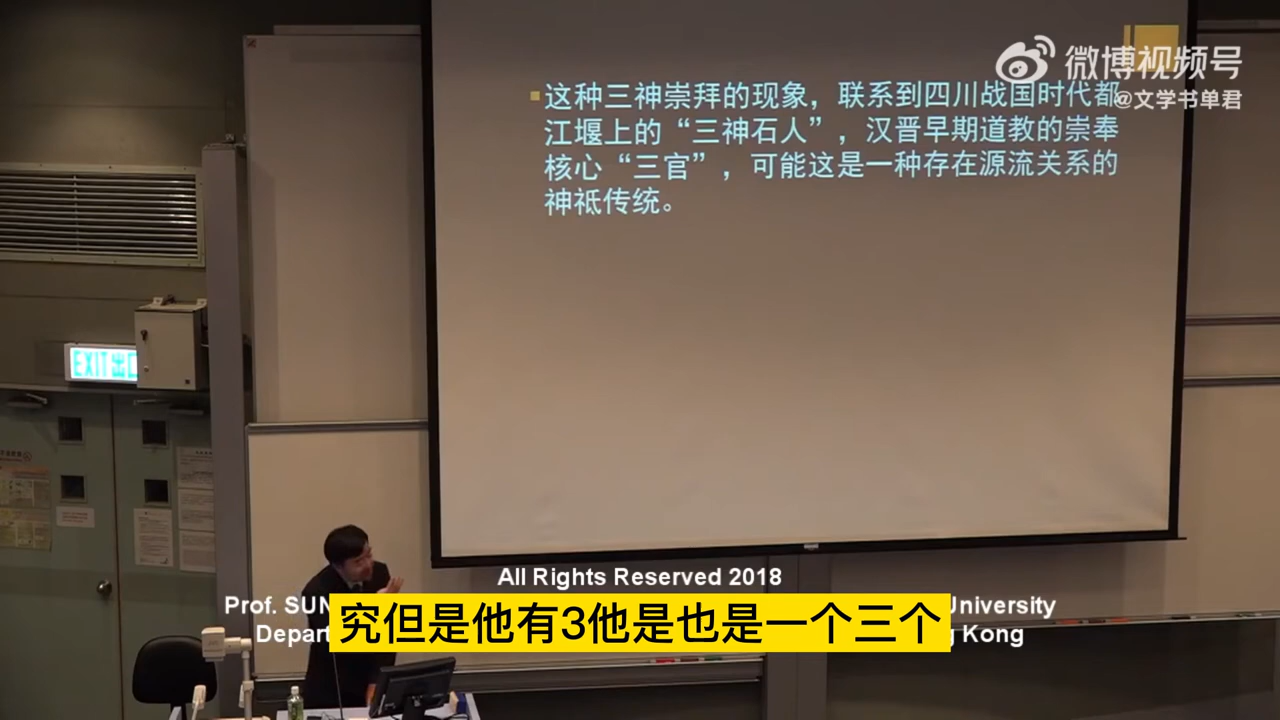 微博视频号
@文学书单君
这种三神崇拜的现象，联系到四川战国时代都
江堰上的“三神石人”，汉晋早期道教的崇奉
核心“三官”，可能这是一种存在源流关系的
神祇传统。
EXIT 出口
All Rights Reserved 2018
Prof. SUN University
Depart Kong
究但是他有3他是也是一个三个